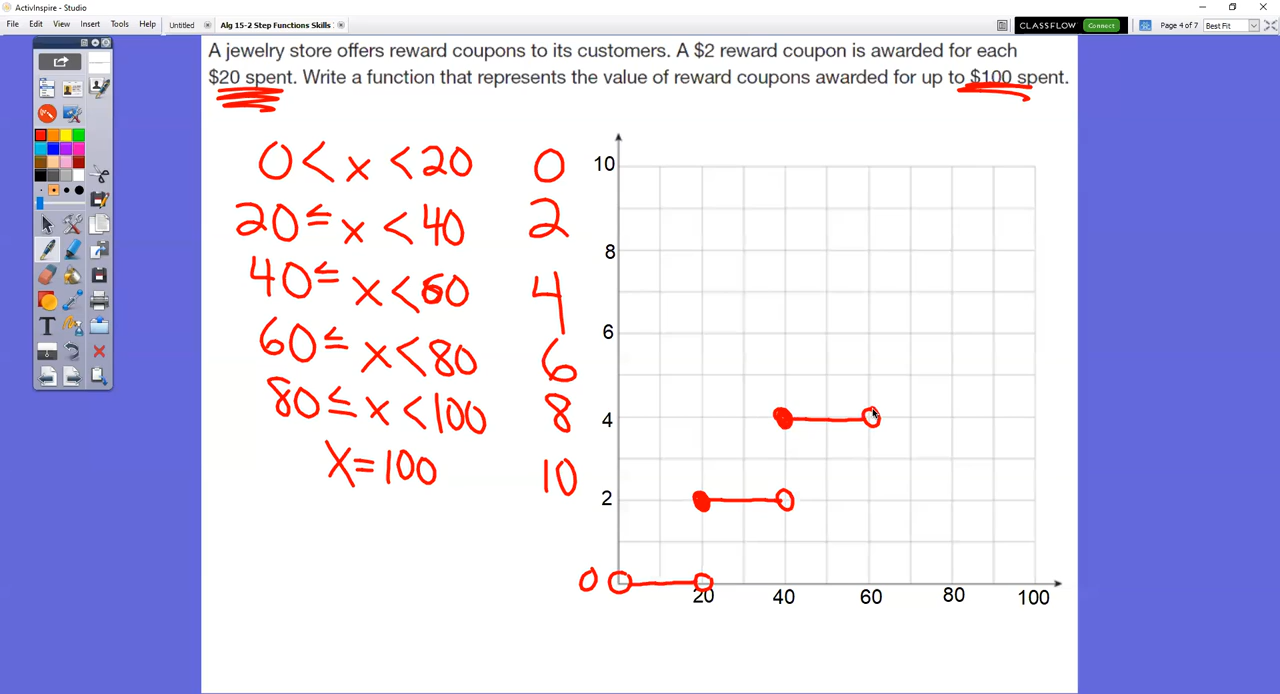 ActivInspire - Studio
File Edit View Insert Tools Help
Untitled
Alg 15-2 Step Functions Skills
CLASSFLOW Connect
Page 4 of 7
Best Fit
A jewelry store offers reward coupons to its customers. A $2 reward coupon is awarded for each
$20 spent. Write a function that represents the value of reward coupons awarded for up to $100 spent.
0 < x < 20 0
20 ≤ x < 40 2
40 ≤ x < 60 4
60 ≤ x < 80 6
80 ≤ x < 100 8
x = 100 10
10
8
6
4
2
0
20 40 60 80 100